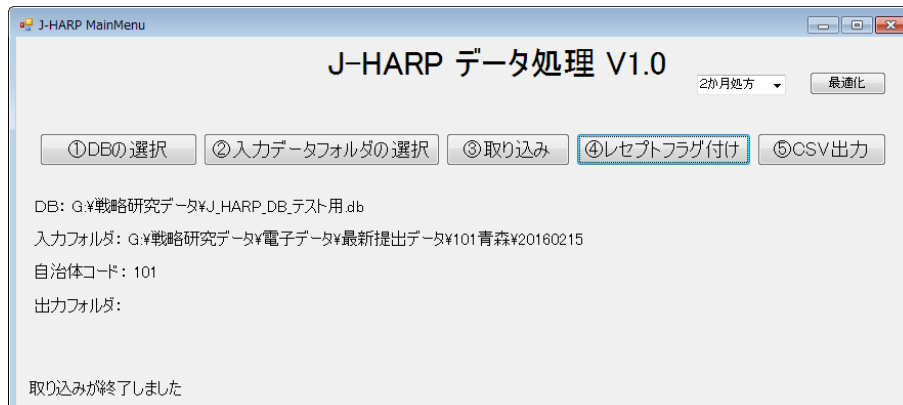 J-HARP MainMenu
J-HARP データ処理 V1.0
2か月処方
最適化
①DBの選択
②入力データフォルダの選択
③取り込み
④レセプトフラグ付け
⑤CSV出力
DB: G:¥戦略研究データ¥J_HARP_DB_テスト用.db
入力フォルダ: G:¥戦略研究データ¥電子データ¥最新提出データ¥101青森¥20160215
自治体コード: 101
出力フォルダ:
取り込みが終了しました